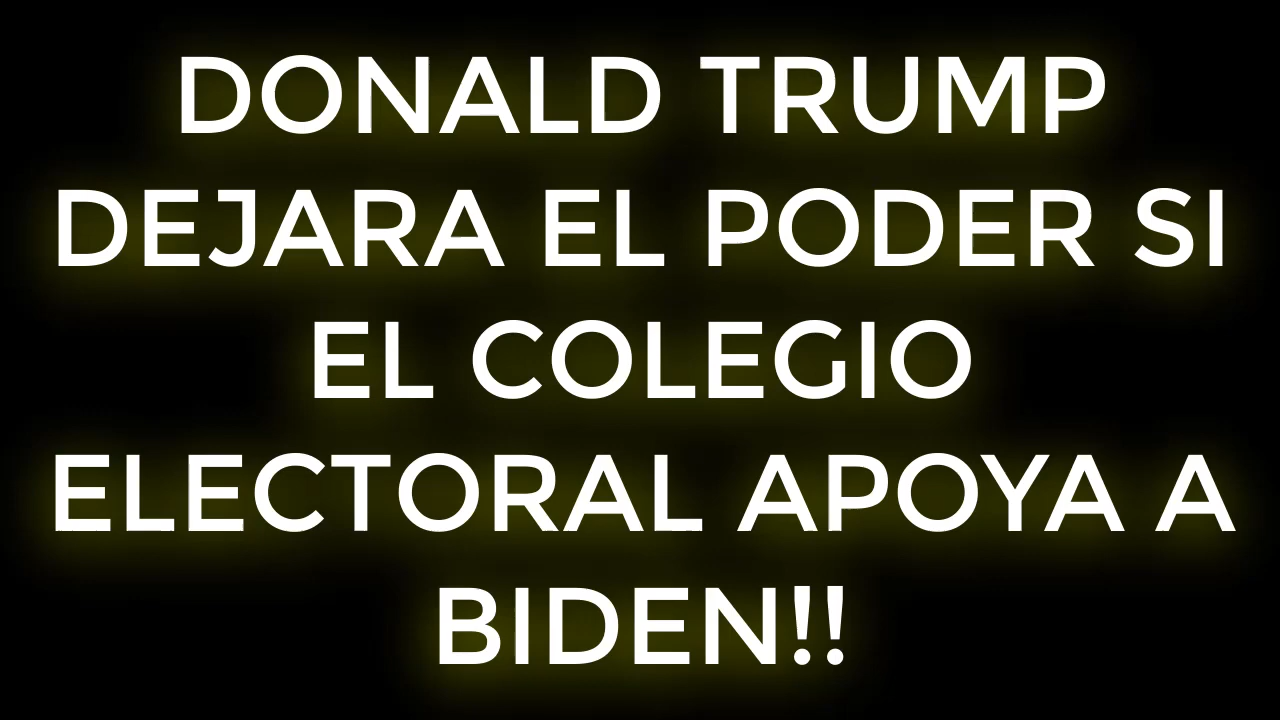 DONALD TRUMP
DEJARA EL PODER SI
EL COLEGIO
ELECTORAL APOYA A
BIDEN!!